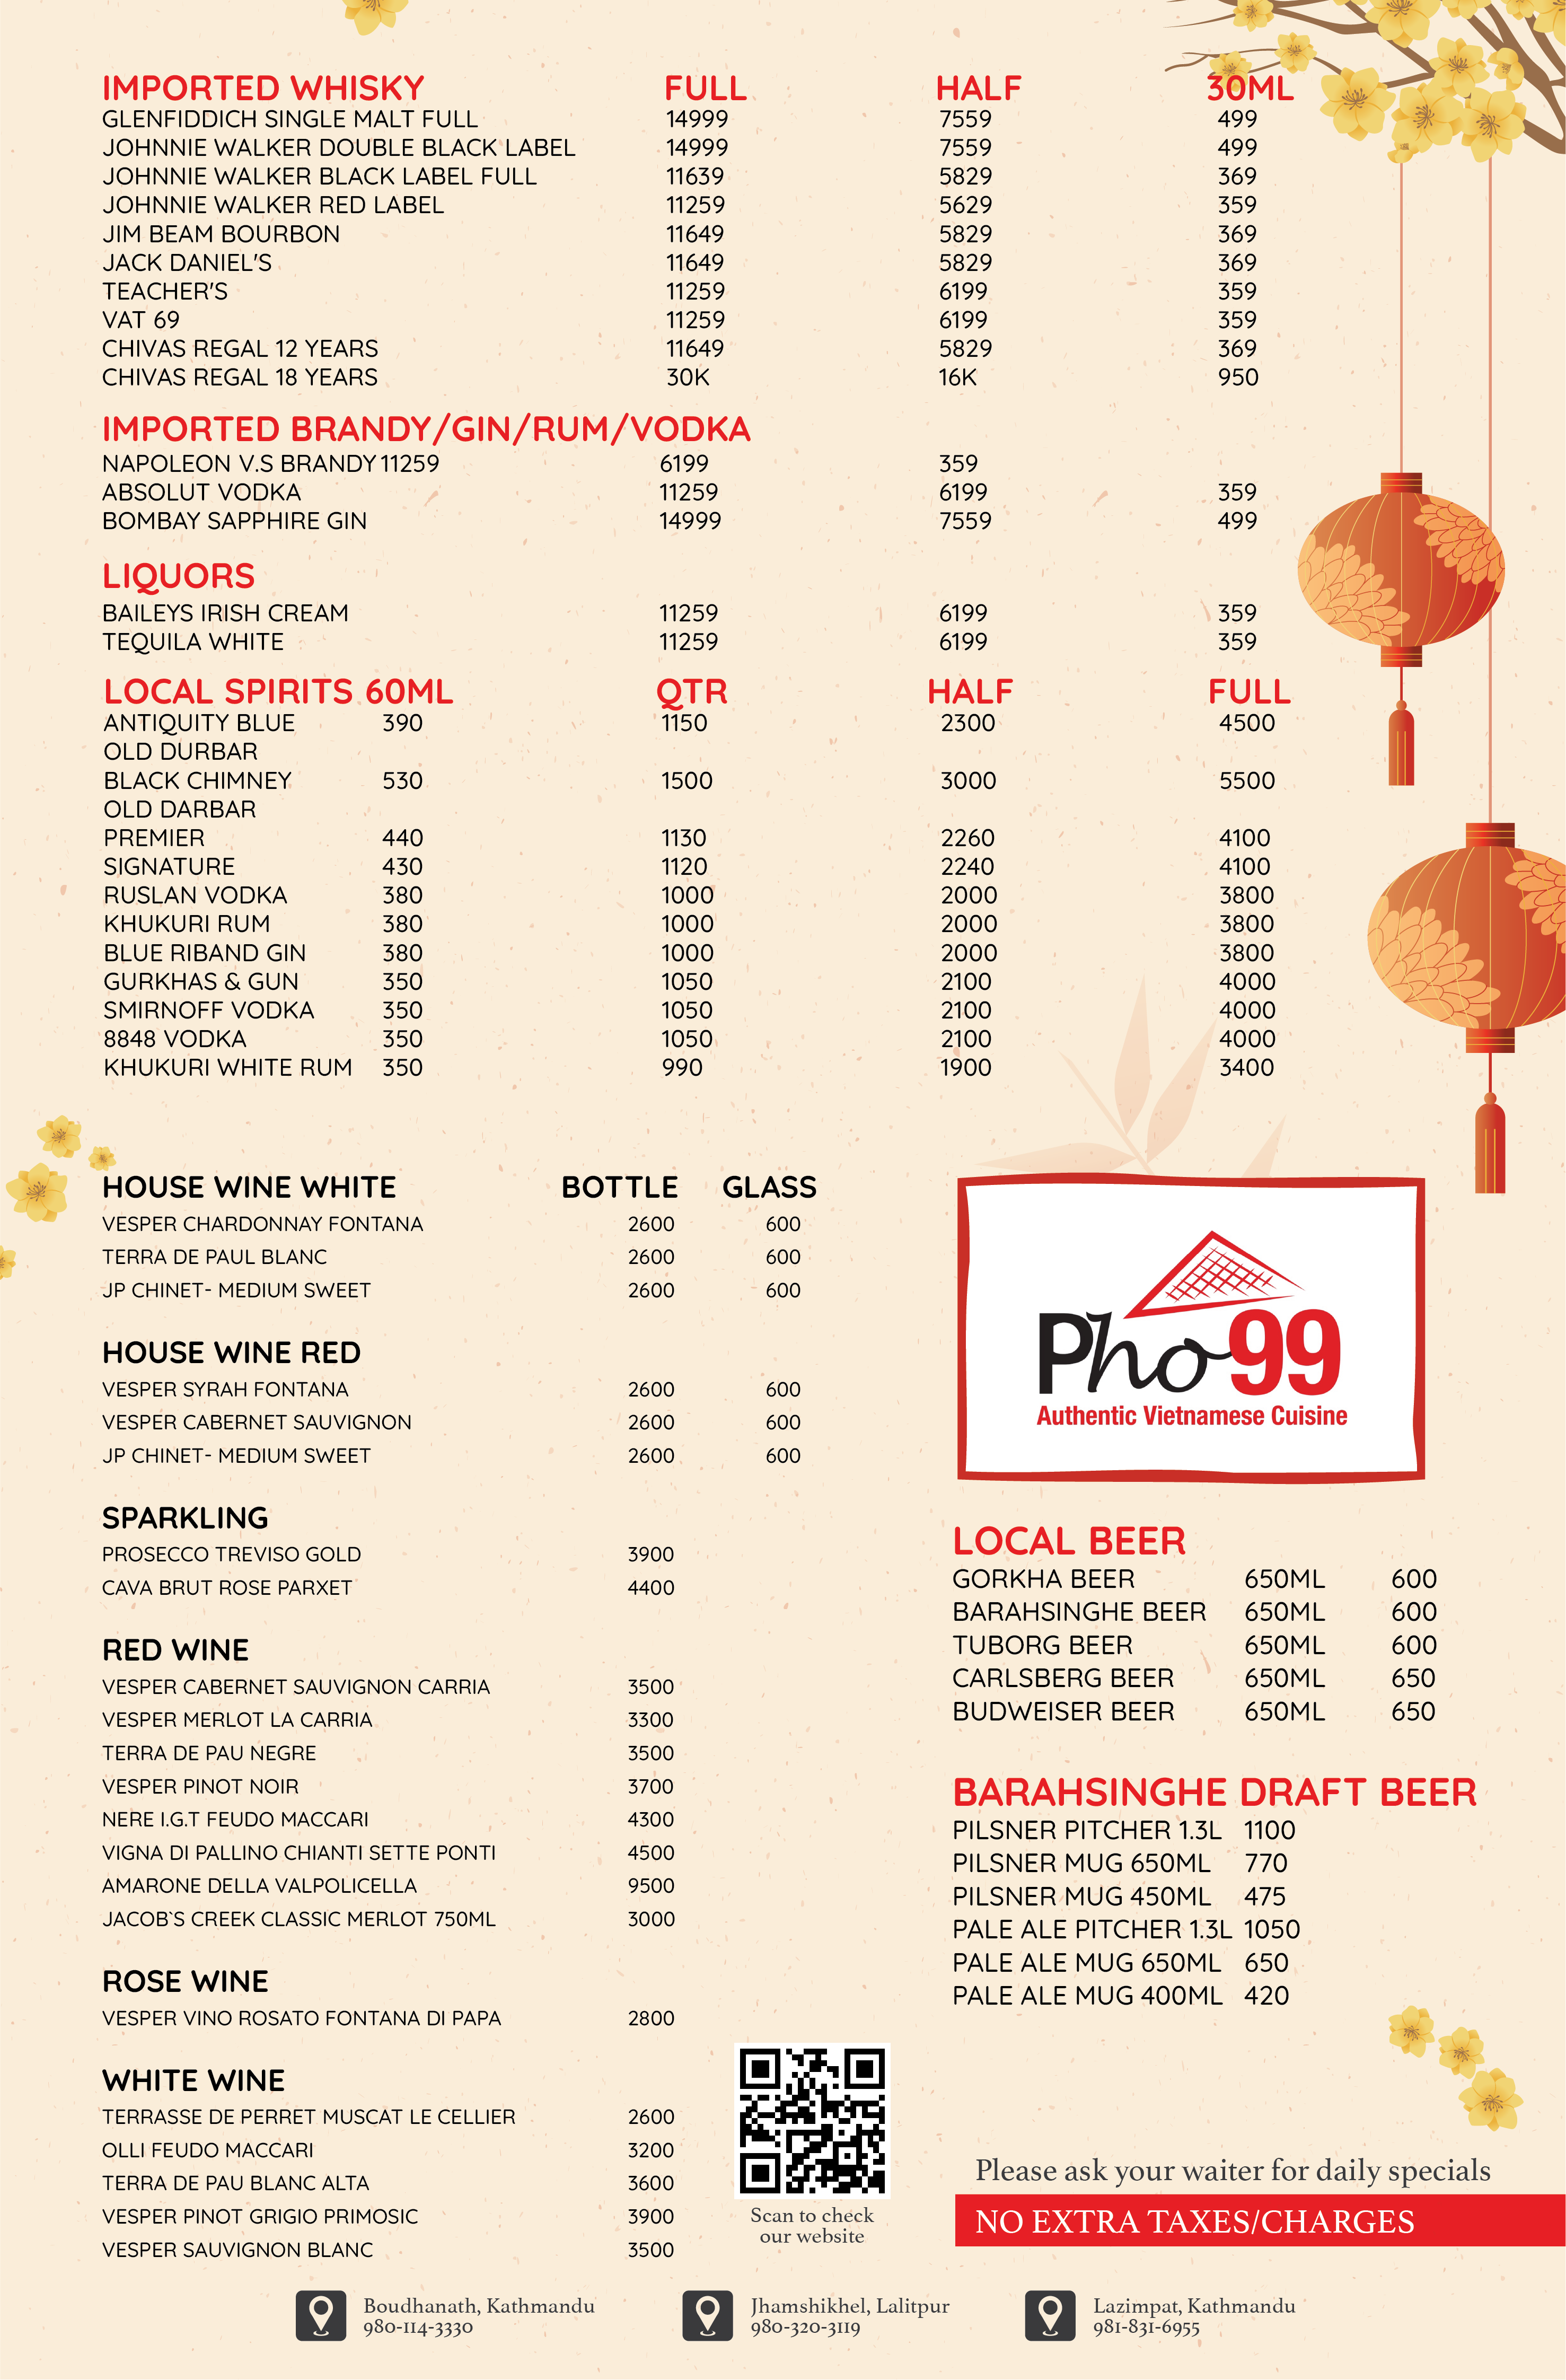 IMPORTED WHISKY FULL HALF 30ML
GLENFIDDICH SINGLE MALT FULL 14999 7559 499
JOHNNIE WALKER DOUBLE BLACK LABEL 14999 7559 499
JOHNNIE WALKER BLACK LABEL FULL 11639 5829 369
JOHNNIE WALKER RED LABEL 11259 5629 359
JIM BEAM BOURBON 11649 5829 369
JACK DANIEL'S 11649 5829 369
TEACHER'S 11259 6199 359
VAT 69 11259 6199 359
CHIVAS REGAL 12 YEARS 11649 5829 369
CHIVAS REGAL 18 YEARS 30K 16K 950
IMPORTED BRANDY/GIN/RUM/VODKA
NAPOLEON V.S BRANDY 11259 6199 359
ABSOLUT VODKA 11259 6199 359
BOMBAY SAPPHIRE GIN 14999 7559 499
LIQUORS
BAILEYS IRISH CREAM 11259 6199 359
TEQUILA WHITE 11259 6199 359
LOCAL SPIRITS 60ML QTR HALF FULL
ANTIQUITY BLUE 390 1150 2300 4500
OLD DURBAR
BLACK CHIMNEY 530 1500 3000 5500
OLD DARBAR
PREMIER 440 1130 2260 4100
SIGNATURE 430 1120 2240 4100
RUSLAN VODKA 380 1000 2000 3800
KHUKURI RUM 380 1000 2000 3800
BLUE RIBAND GIN 380 1000 2000 3800
GURKHAS & GUN 350 1050 2100 4000
SMIRNOFF VODKA 350 1050 2100 4000
8848 VODKA 350 1050 2100 4000
KHUKURI WHITE RUM 350 990 1900 3400
HOUSE WINE WHITE BOTTLE GLASS
VESPER CHARDONNAY FONTANA 2600 600
TERRA DE PAUL BLANC 2600 600
JP CHINET- MEDIUM SWEET 2600 600
HOUSE WINE RED
VESPER SYRAH FONTANA 2600 600
VESPER CABERNET SAUVIGNON 2600 600
JP CHINET- MEDIUM SWEET 2600 600
SPARKLING
PROSECCO TREVISO GOLD 3900
CAVA BRUT ROSE PARXET 4400
RED WINE
VESPER CABERNET SAUVIGNON CARRIA 3500
VESPER MERLOT LA CARRIA 3300
TERRA DE PAU NEGRE 3500
VESPER PINOT NOIR 3700
NERE I.G.T FEUDO MACCARI 4300
VIGNA DI PALLINO CHIANTI SETTE PONTI 4500
AMARONE DELLA VALPOLICELLA 9500
JACOB`S CREEK CLASSIC MERLOT 750ML 3000
ROSE WINE
VESPER VINO ROSATO FONTANA DI PAPA 2800
WHITE WINE
TERRASSE DE PERRET MUSCAT LE CELLIER 2600
OLLI FEUDO MACCARI 3200
TERRA DE PAU BLANC ALTA 3600
VESPER PINOT GRIGIO PRIMOSIC 3900
VESPER SAUVIGNON BLANC 3500
Scan to check
our website
Pho99
Authentic Vietnamese Cuisine
LOCAL BEER
GORKHA BEER 650ML 600
BARAHSINGHE BEER 650ML 600
TUBORG BEER 650ML 600
CARLSBERG BEER 650ML 650
BUDWEISER BEER 650ML 650
BARAHSINGHE DRAFT BEER
PILSNER PITCHER 1.3L 1100
PILSNER MUG 650ML 770
PILSNER MUG 450ML 475
PALE ALE PITCHER 1.3L 1050
PALE ALE MUG 650ML 650
PALE ALE MUG 400ML 420
Please ask your waiter for daily specials
NO EXTRA TAXES/CHARGES
Boudhanath, Kathmandu
980-114-3330
Jhamshikhel, Lalitpur
980-320-3119
Lazimpat, Kathmandu
981-831-6955